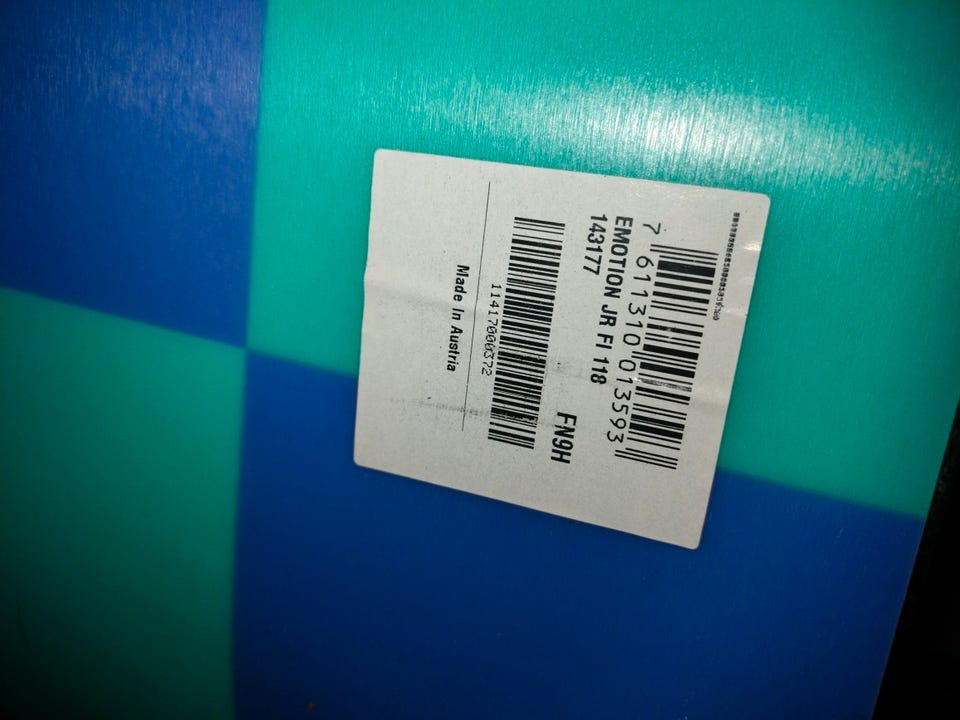 7 611310 013593
EMOTION JR FI 118
143177
FN9H
11417000372
Made in Austria